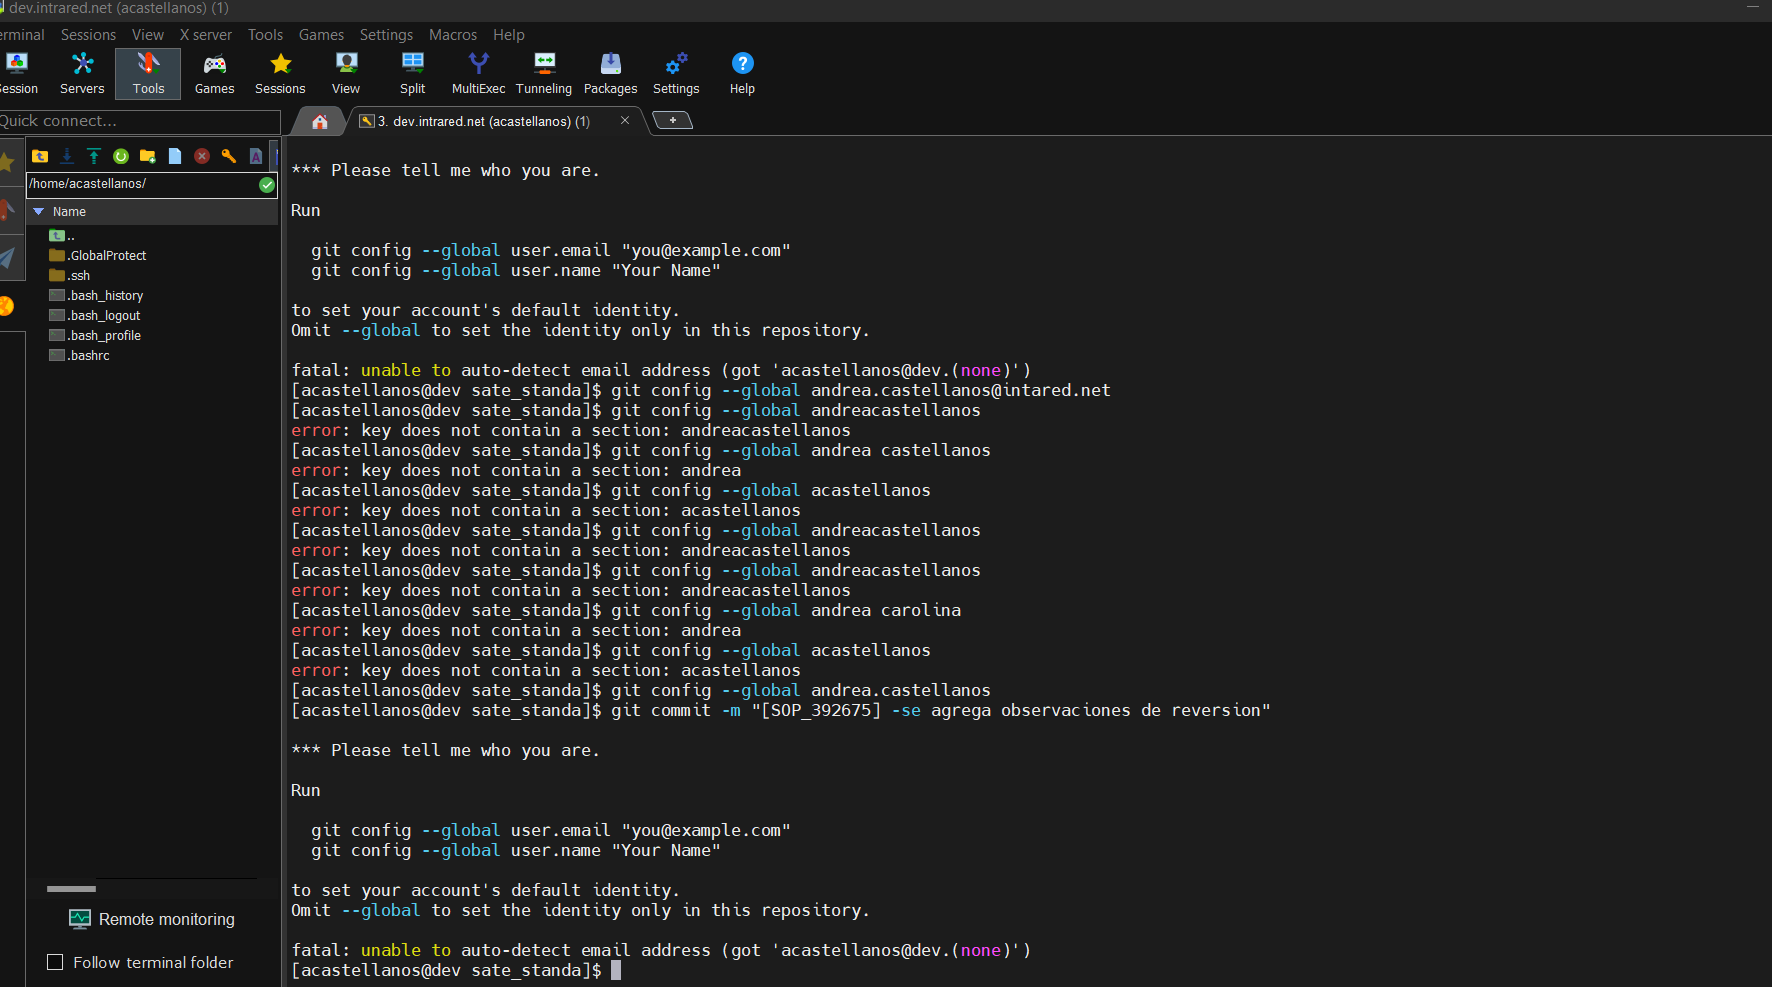 dev.intrared.net (acastellanos) (1)
erminal Sessions View X server Tools Games Settings Macros Help
ession Servers Tools Games Sessions View Split MultiExec Tunneling Packages Settings Help
Quick connect...
3. dev.intrared.net (acastellanos) (1)
/home/acastellanos/
Name
..
.GlobalProtect
.ssh
.bash_history
.bash_logout
.bash_profile
.bashrc
Remote monitoring
Follow terminal folder
*** Please tell me who you are.
Run
git config --global user.email "you@example.com"
git config --global user.name "Your Name"
to set your account's default identity.
Omit --global to set the identity only in this repository.
fatal: unable to auto-detect email address (got 'acastellanos@dev.(none)')
[acastellanos@dev sate_standa]$ git config --global andrea.castellanos@intared.net
[acastellanos@dev sate_standa]$ git config --global andreacastellanos
error: key does not contain a section: andreacastellanos
[acastellanos@dev sate_standa]$ git config --global andrea castellanos
error: key does not contain a section: andrea
[acastellanos@dev sate_standa]$ git config --global acastellanos
error: key does not contain a section: acastellanos
[acastellanos@dev sate_standa]$ git config --global andreacastellanos
error: key does not contain a section: andreacastellanos
[acastellanos@dev sate_standa]$ git config --global andreacastellanos
error: key does not contain a section: andreacastellanos
[acastellanos@dev sate_standa]$ git config --global andrea carolina
error: key does not contain a section: andrea
[acastellanos@dev sate_standa]$ git config --global acastellanos
error: key does not contain a section: acastellanos
[acastellanos@dev sate_standa]$ git config --global andrea.castellanos
[acastellanos@dev sate_standa]$ git commit -m "[SOP_392675] -se agrega observaciones de reversion"
*** Please tell me who you are.
Run
git config --global user.email "you@example.com"
git config --global user.name "Your Name"
to set your account's default identity.
Omit --global to set the identity only in this repository.
fatal: unable to auto-detect email address (got 'acastellanos@dev.(none)')
[acastellanos@dev sate_standa]$